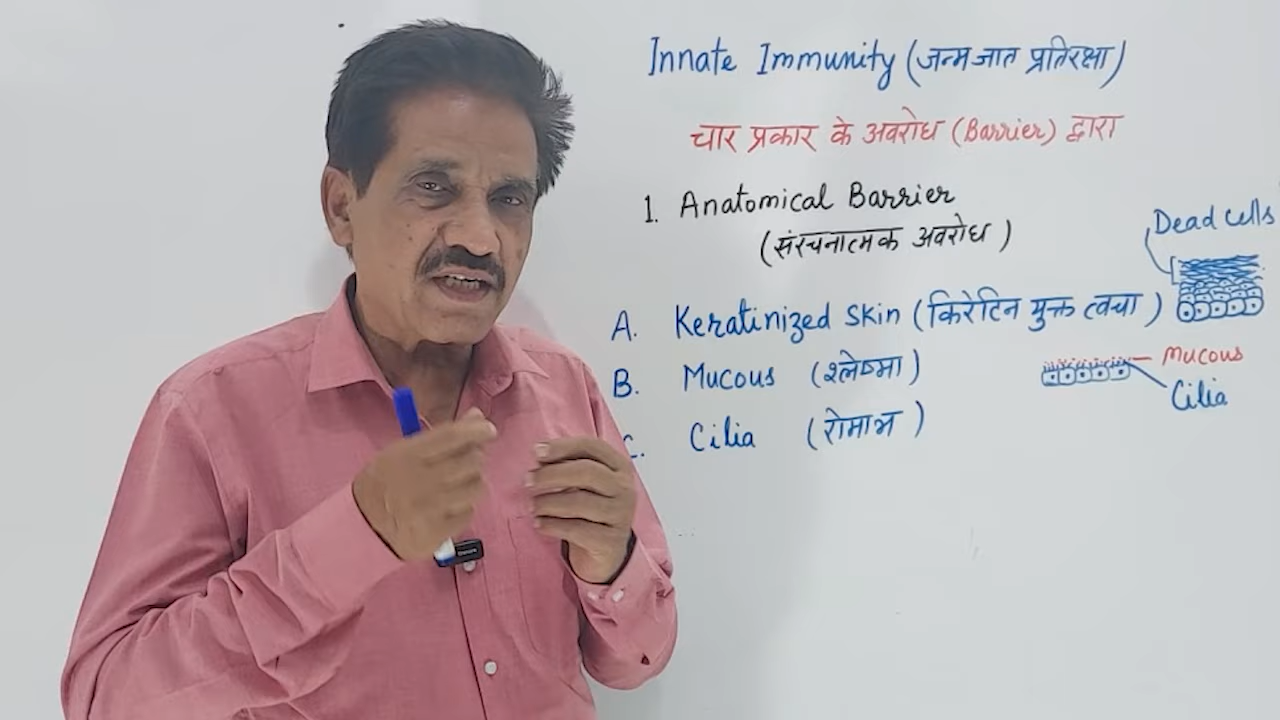 Innate Immunity (जन्मजात प्रतिरक्षा)
चार प्रकार के अवरोध (Barrier) द्वारा
1. Anatomical Barrier
(संरचनात्मक अवरोध)
Dead Cells
A. Keratinized Skin (किरेटिन युक्त त्वचा)
B. Mucous (श्लेष्मा)
Mucous
Cilia
C. Cilia (रोमाभ)